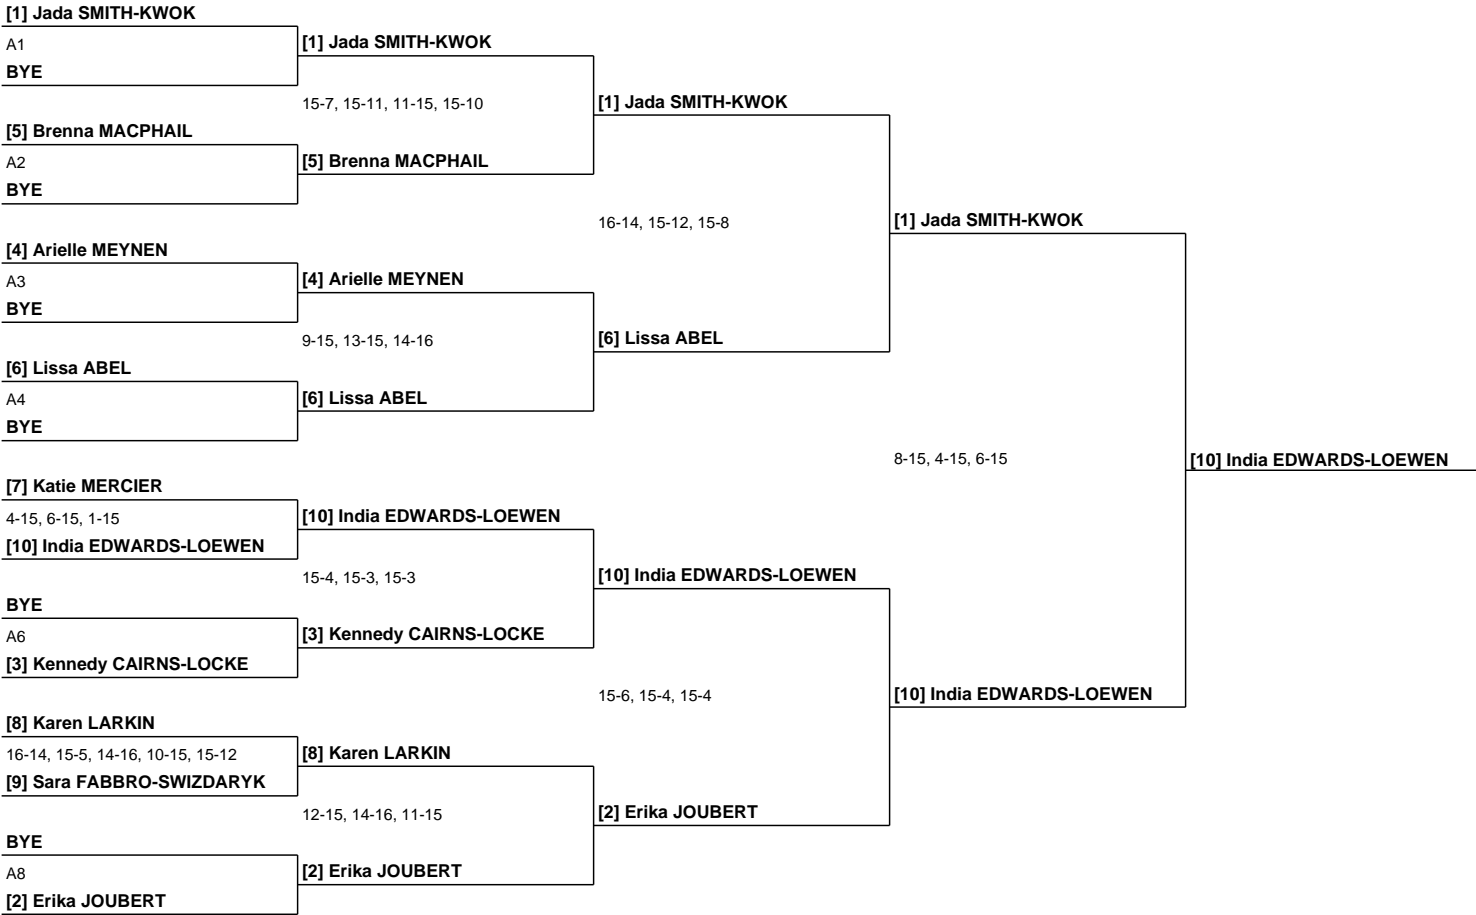 [1] Jada SMITH-KWOK
A1
BYE
[1] Jada SMITH-KWOK
15-7, 15-11, 11-15, 15-10
[5] Brenna MACPHAIL
A2
BYE
[5] Brenna MACPHAIL
[1] Jada SMITH-KWOK
16-14, 15-12, 15-8
[4] Arielle MEYNEN
A3
BYE
[4] Arielle MEYNEN
9-15, 13-15, 14-16
[6] Lissa ABEL
A4
BYE
[6] Lissa ABEL
[6] Lissa ABEL
[1] Jada SMITH-KWOK
8-15, 4-15, 6-15
[10] India EDWARDS-LOEWEN
[7] Katie MERCIER
4-15, 6-15, 1-15
[10] India EDWARDS-LOEWEN
[10] India EDWARDS-LOEWEN
15-4, 15-3, 15-3
BYE
A6
[3] Kennedy CAIRNS-LOCKE
[3] Kennedy CAIRNS-LOCKE
[10] India EDWARDS-LOEWEN
15-6, 15-4, 15-4
[10] India EDWARDS-LOEWEN
[8] Karen LARKIN
16-14, 15-5, 14-16, 10-15, 15-12
[9] Sara FABBRO-SWIZDARYK
[8] Karen LARKIN
12-15, 14-16, 11-15
BYE
A8
[2] Erika JOUBERT
[2] Erika JOUBERT
[2] Erika JOUBERT